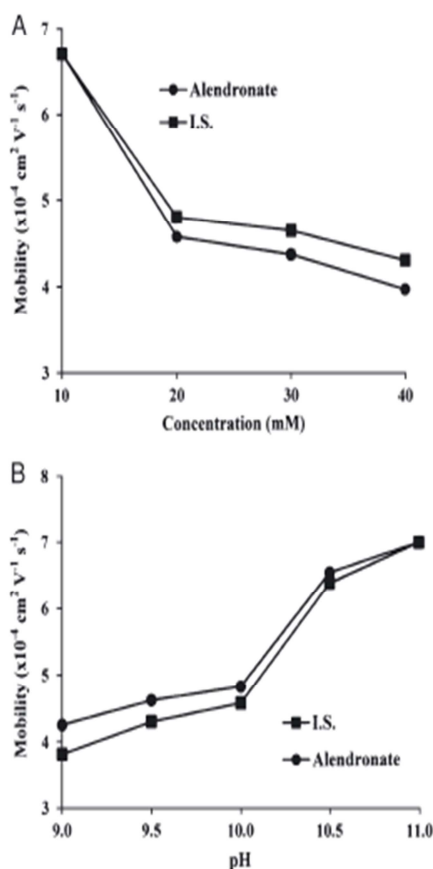 A
7
6
5
4
3
Mobility (x10⁻⁴ cm² V⁻¹ s⁻¹)
Alendronate
I.S.
10 20 30 40
Concentration (mM)
B
8
7
6
5
4
3
Mobility (x10⁻⁴ cm² V⁻¹ s⁻¹)
I.S.
Alendronate
9.0 9.5 10.0 10.5 11.0
pH